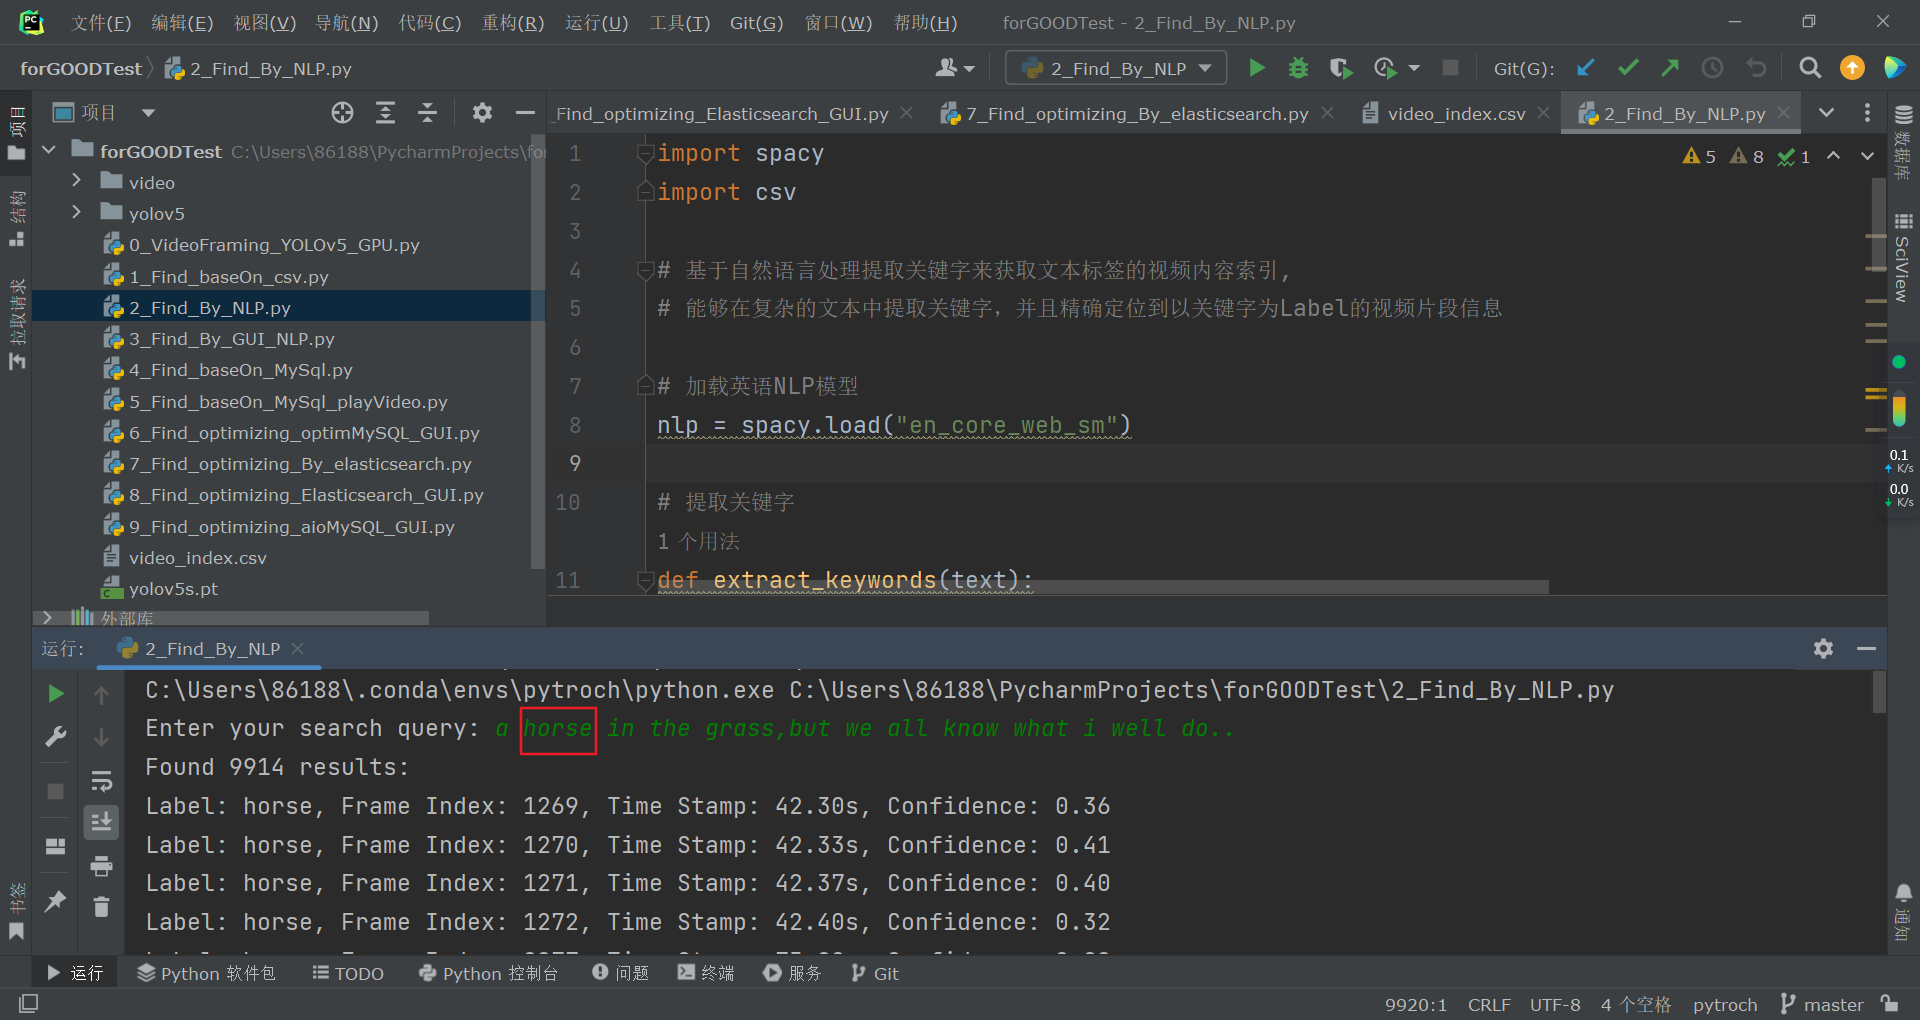 文件(F) 编辑(E) 视图(V) 导航(N) 代码(C) 重构(R) 运行(U) 工具(T) Git(G) 窗口(W) 帮助(H) forGOODTest - 2_Find_By_NLP.py
forGOODTest 2_Find_By_NLP.py 2_Find_By_NLP Git(G):
项目 _Find_optimizing_Elasticsearch_GUI.py 7_Find_optimizing_By_elasticsearch.py video_index.csv 2_Find_By_NLP.py
项目
结构
拉取请求
书签
forGOODTest C:\Users\86188\PycharmProjects\fo
video
yolov5
0_VideoFraming_YOLOv5_GPU.py
1_Find_baseOn_csv.py
2_Find_By_NLP.py
3_Find_By_GUI_NLP.py
4_Find_baseOn_MySql.py
5_Find_baseOn_MySql_playVideo.py
6_Find_optimizing_optimMySQL_GUI.py
7_Find_optimizing_By_elasticsearch.py
8_Find_optimizing_Elasticsearch_GUI.py
9_Find_optimizing_aioMySQL_GUI.py
video_index.csv
yolov5s.pt
外部库
1 import spacy
2 import csv
3
4 # 基于自然语言处理提取关键字来获取文本标签的视频内容索引,
5 # 能够在复杂的文本中提取关键字，并且精确定位到以关键字为Label的视频片段信息
6
7 # 加载英语NLP模型
8 nlp = spacy.load("en_core_web_sm")
9
10 # 提取关键字
1 个用法
11 def extract_keywords(text):
5 8 1
数据库
SciView
0.1
K/s
0.0
K/s
通知
运行: 2_Find_By_NLP
C:\Users\86188\.conda\envs\pytroch\python.exe C:\Users\86188\PycharmProjects\forGOODTest\2_Find_By_NLP.py
Enter your search query: a horse in the grass,but we all know what i well do..
Found 9914 results:
Label: horse, Frame Index: 1269, Time Stamp: 42.30s, Confidence: 0.36
Label: horse, Frame Index: 1270, Time Stamp: 42.33s, Confidence: 0.41
Label: horse, Frame Index: 1271, Time Stamp: 42.37s, Confidence: 0.40
Label: horse, Frame Index: 1272, Time Stamp: 42.40s, Confidence: 0.32
运行 Python 软件包 TODO Python 控制台 问题 终端 服务 Git
9920:1 CRLF UTF-8 4 个空格 pytroch master